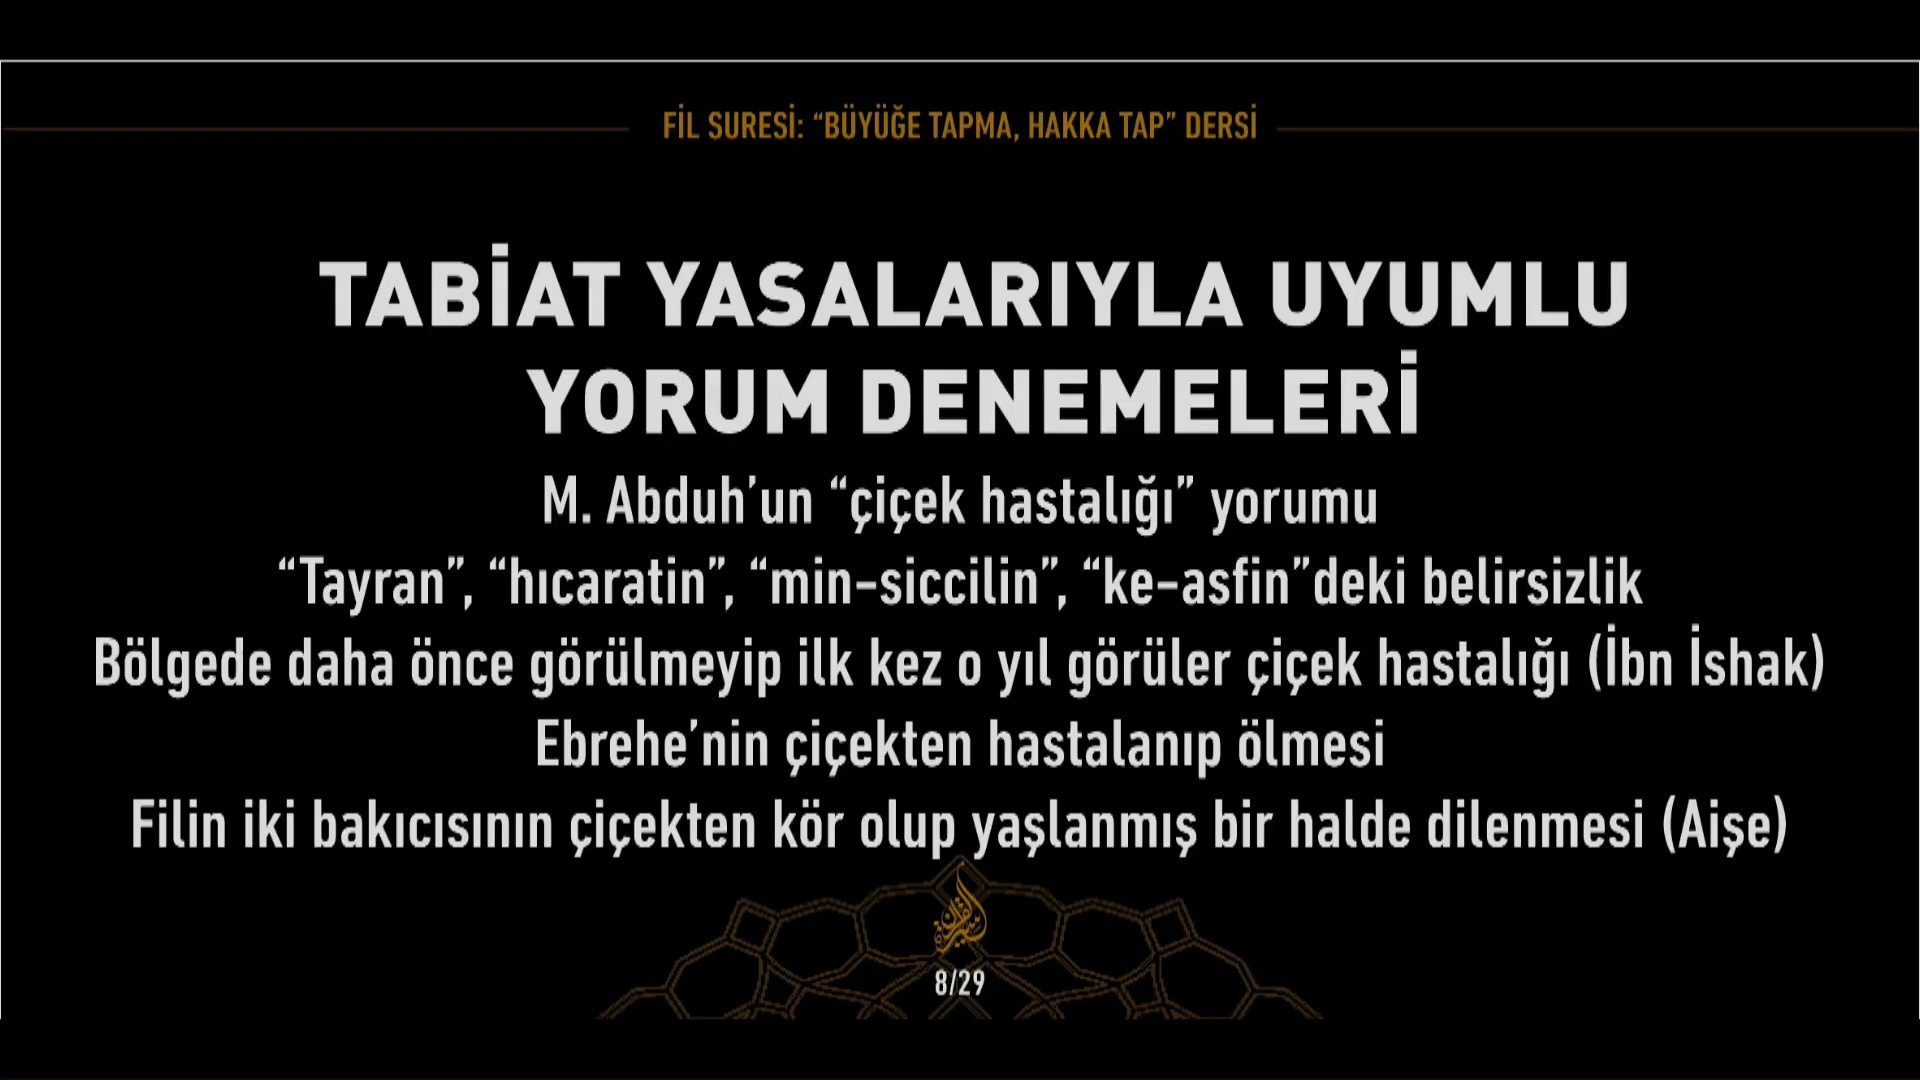 FİL SURESİ: “BÜYÜĞE TAPMA, HAKKA TAP” DERSİ
TABİAT YASALARIYLA UYUMLU
YORUM DENEMELERİ
M. Abduh’un “çiçek hastalığı” yorumu
“Tayran”, “hıcaratin”, “min-siccilin”, “ke-asfin”deki belirsizlik
Bölgede daha önce görülmeyip ilk kez o yıl görüler çiçek hastalığı (İbn İshak)
Ebrehe’nin çiçekten hastalanıp ölmesi
Filin iki bakıcısının çiçekten kör olup yaşlanmış bir halde dilenmesi (Aişe)
8/29